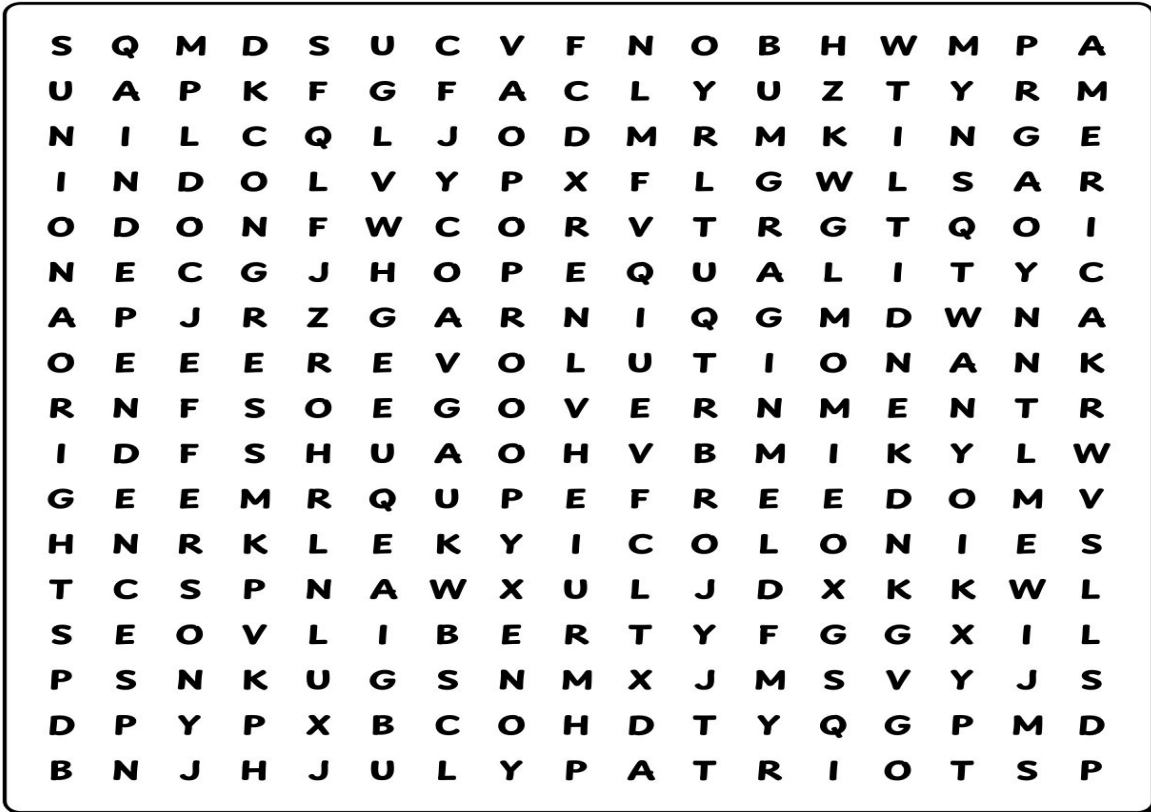 S Q M D S U C V F N O B H W M P A
U A P K F G F A C L Y U Z T Y R M
N I L C Q L J O D M R M K I N G E
I N D O L V Y P X F L G W L S A R
O D O N F W C O R V T R G T Q O I
N E C G J H O P E Q U A L I T Y C
A P J R Z G A R N I Q G M D W N A
O E E E R E V O L U T I O N A N K
R N F S O E G O V E R N M E N T R
I D F S H U A O H V B M I K Y L W
G E E M R Q U P E F R E E D O M V
H N R K L E K Y I C O L O N I E S
T C S P N A W X U L J D X K K W L
S E O V L I B E R T Y F G G X I L
P S N K U G S N M X J M S V Y J S
D P Y P X B C O H D T Y Q G P M D
B N J H J U L Y P A T R I O T S P